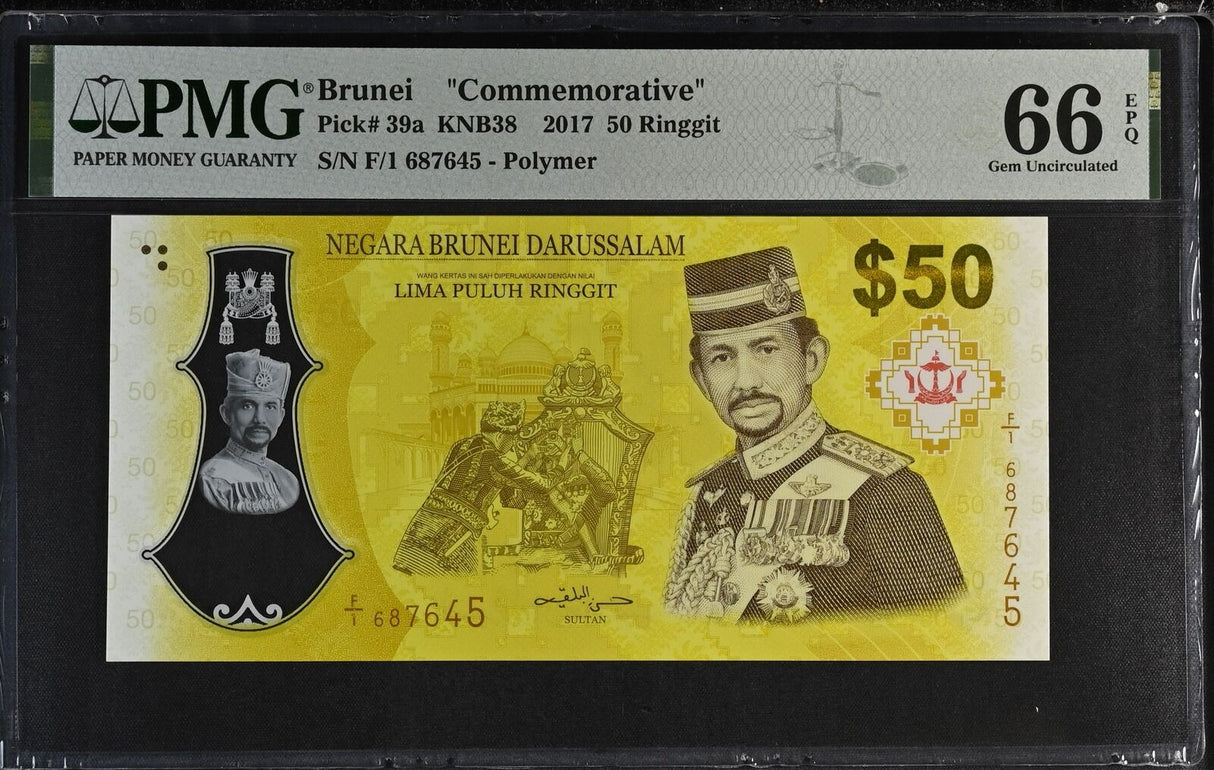 PMG®
PAPER MONEY GUARANTY
Brunei "Commemorative"
Pick# 39a KNB38 2017 50 Ringgit
S/N F/1 687645 - Polymer
66
EPQ
Gem Uncirculated
NEGARA BRUNEI DARUSSALAM
WANG KERTAS INI SAH DIPERLAKUKAN DENGAN NILAI
LIMA PULUH RINGGIT
$50
F/1 687645
F/1 687645
SULTAN